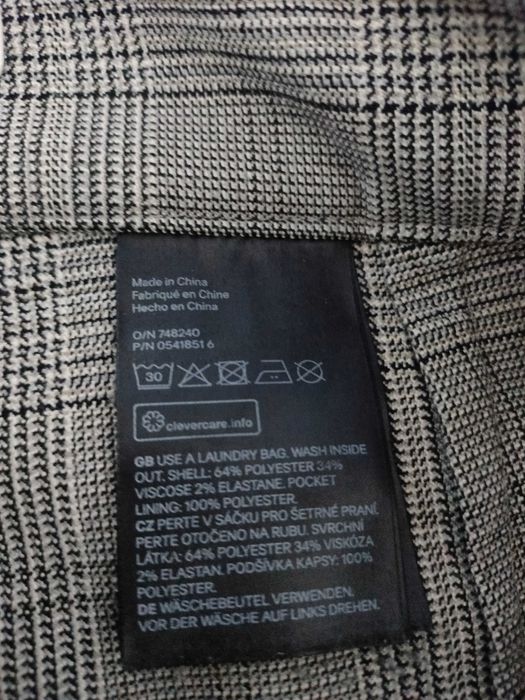 Made in China
Fabriqué en Chine
Hecho en China
O/N 748240
P/N 0541851 6
30
clevercare.info
GB USE A LAUNDRY BAG. WASH INSIDE
OUT. SHELL: 64% POLYESTER 34%
VISCOSE 2% ELASTANE. POCKET
LINING: 100% POLYESTER.
CZ PERTE V SÁČKU PRO ŠETRNÉ PRANÍ.
PERTE OTOČENO NA RUBU. SVRCHNÍ
LÁTKA: 64% POLYESTER 34% VISKÓZA
2% ELASTAN. PODŠÍVKA KAPSY: 100%
POLYESTER.
DE WÄSCHEBEUTEL VERWENDEN.
VOR DER WÄSCHE AUF LINKS DREHEN.